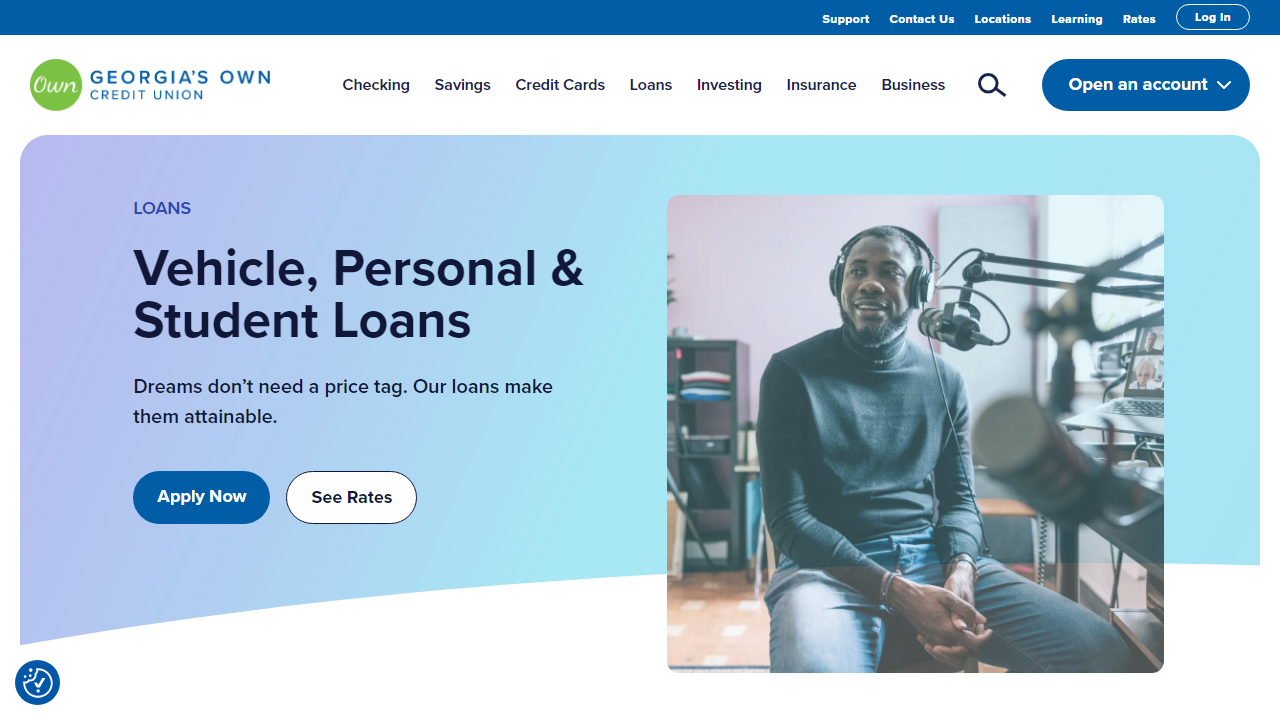 Support Contact Us Locations Learning Rates Log In
Own GEORGIA'S OWN
CREDIT UNION
Checking Savings Credit Cards Loans Investing Insurance Business Open an account
LOANS
Vehicle, Personal &
Student Loans
Dreams don’t need a price tag. Our loans make
them attainable.
Apply Now See Rates